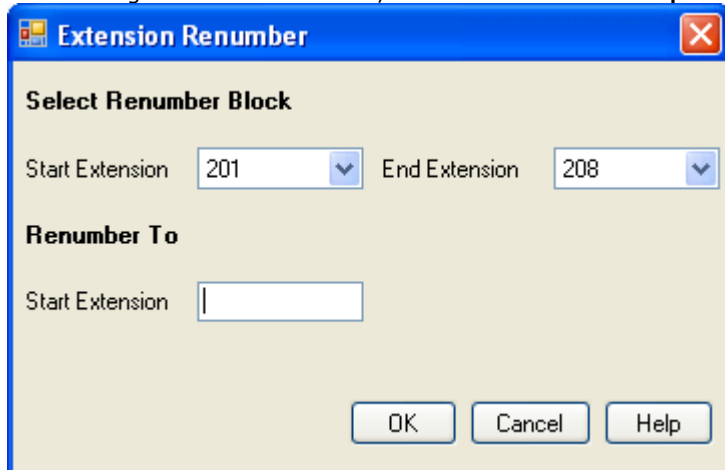 Extension Renumber
Select Renumber Block
Start Extension 201 End Extension 208
Renumber To
Start Extension
OK Cancel Help